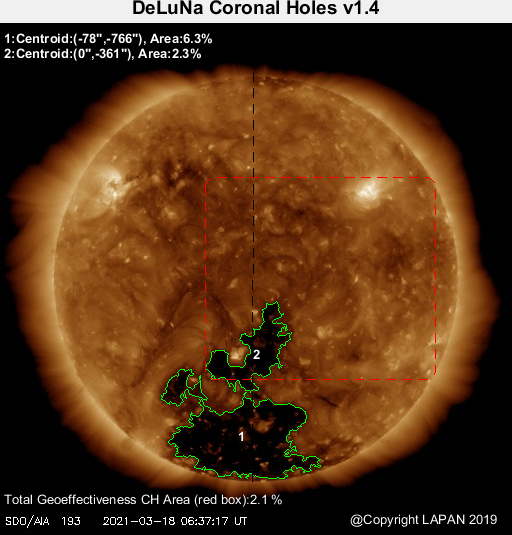 DeLuNa Coronal Holes v1.4
1:Centroid:(-78",-766"), Area:6.3%
2:Centroid:(0",-361"), Area:2.3%
2
1
Total Geoeffectiveness CH Area (red box):2.1 %
SDO/AIA 193 2021-03-18 06:37:17 UT
@Copyright LAPAN 2019